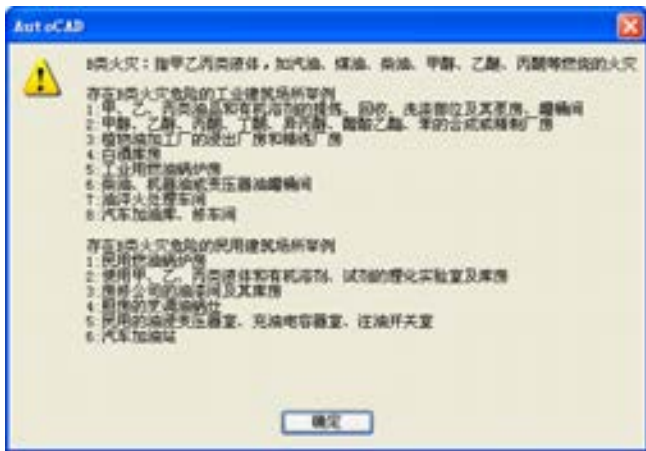 AutoCAD
B类火灾：指甲乙丙类液体，如汽油、煤油、柴油、甲醇、乙醚、丙酮等燃烧的火灾
存在B类火灾危险的工业建筑场所举例
1 甲、乙、丙类油品和有机溶剂的提炼、回收、洗涤部位及其泵房、罐桶间
2 甲醇、乙醇、丙酮、丁醇、异丙醇、醋酸乙酯、苯的合成或精制厂房
3 植物油加工厂的浸出厂房和精炼厂房
4 白酒库房
5 工业用燃油锅炉房
6 柴油、机器油或变压器油罐桶间
7 油淬火处理车间
8 汽车加油库、修车间
存在B类火灾危险的民用建筑场所举例
1 民用燃油锅炉房
2 使用甲、乙、丙类液体和有机溶剂、试剂的理化实验室及库房
3 房修公司的油漆间及其库房
4 厨房的烹调油锅灶
5 民用的油浸变压器室、充油电容器室、注油开关室
6 汽车加油站
确定